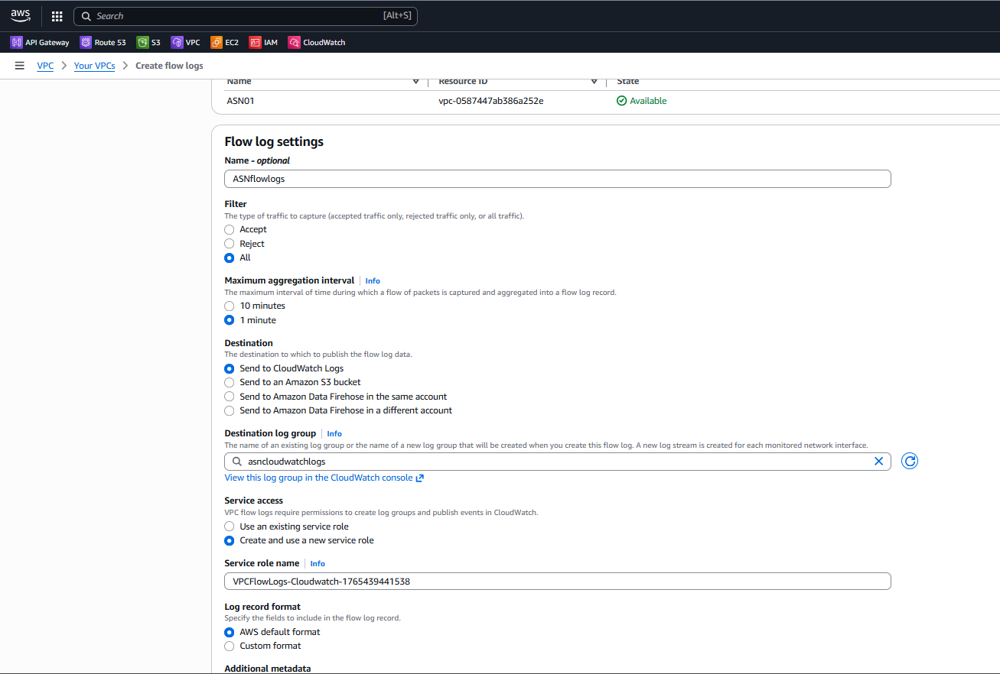 aws
Search [Alt+S]
API Gateway Route 53 S3 VPC EC2 IAM CloudWatch
VPC Your VPCs Create flow logs
Name Resource ID State
ASN01 vpc-0587447ab386a252e Available
Flow log settings
Name - optional
ASNflowlogs
Filter
The type of traffic to capture (accepted traffic only, rejected traffic only, or all traffic).
Accept
Reject
All
Maximum aggregation interval Info
The maximum interval of time during which a flow of packets is captured and aggregated into a flow log record.
10 minutes
1 minute
Destination
The destination to which to publish the flow log data.
Send to CloudWatch Logs
Send to an Amazon S3 bucket
Send to Amazon Data Firehose in the same account
Send to Amazon Data Firehose in a different account
Destination log group Info
The name of an existing log group or the name of a new log group that will be created when you create this flow log. A new log stream is created for each monitored network interface.
asncloudwatchlogs
View this log group in the CloudWatch console
Service access
VPC flow logs require permissions to create log groups and publish events in CloudWatch.
Use an existing service role
Create and use a new service role
Service role name Info
VPCFlowLogs-Cloudwatch-1765439441538
Log record format
Specify the fields to include in the flow log record.
AWS default format
Custom format
Additional metadata